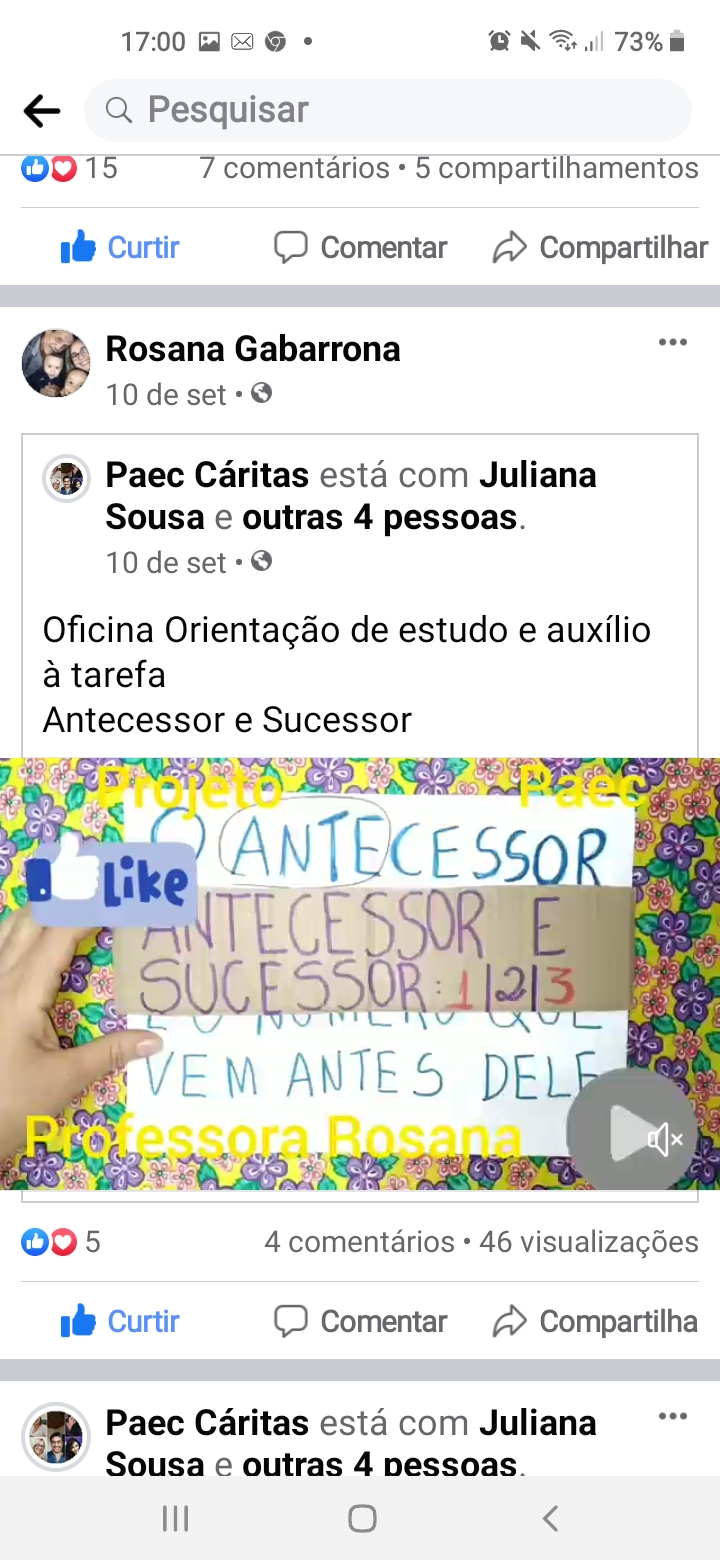 17:00
73%
Pesquisar
15
7 comentários • 5 compartilhamentos
Curtir
Comentar
Compartilhar
Rosana Gabarrona
10 de set •
Paec Cáritas está com Juliana
Sousa e outras 4 pessoas.
10 de set •
Oficina Orientação de estudo e auxílio
à tarefa
Antecessor e Sucessor
Projeto
Paec
O ANTECESSOR
like
ANTECESSOR E
SUCESSOR: 1|2|3
É O NÚMERO QUE
VEM ANTES DELE
Professora Rosana
5
4 comentários • 46 visualizações
Curtir
Comentar
Compartilha
Paec Cáritas está com Juliana
Sousa e outras 4 pessoas.